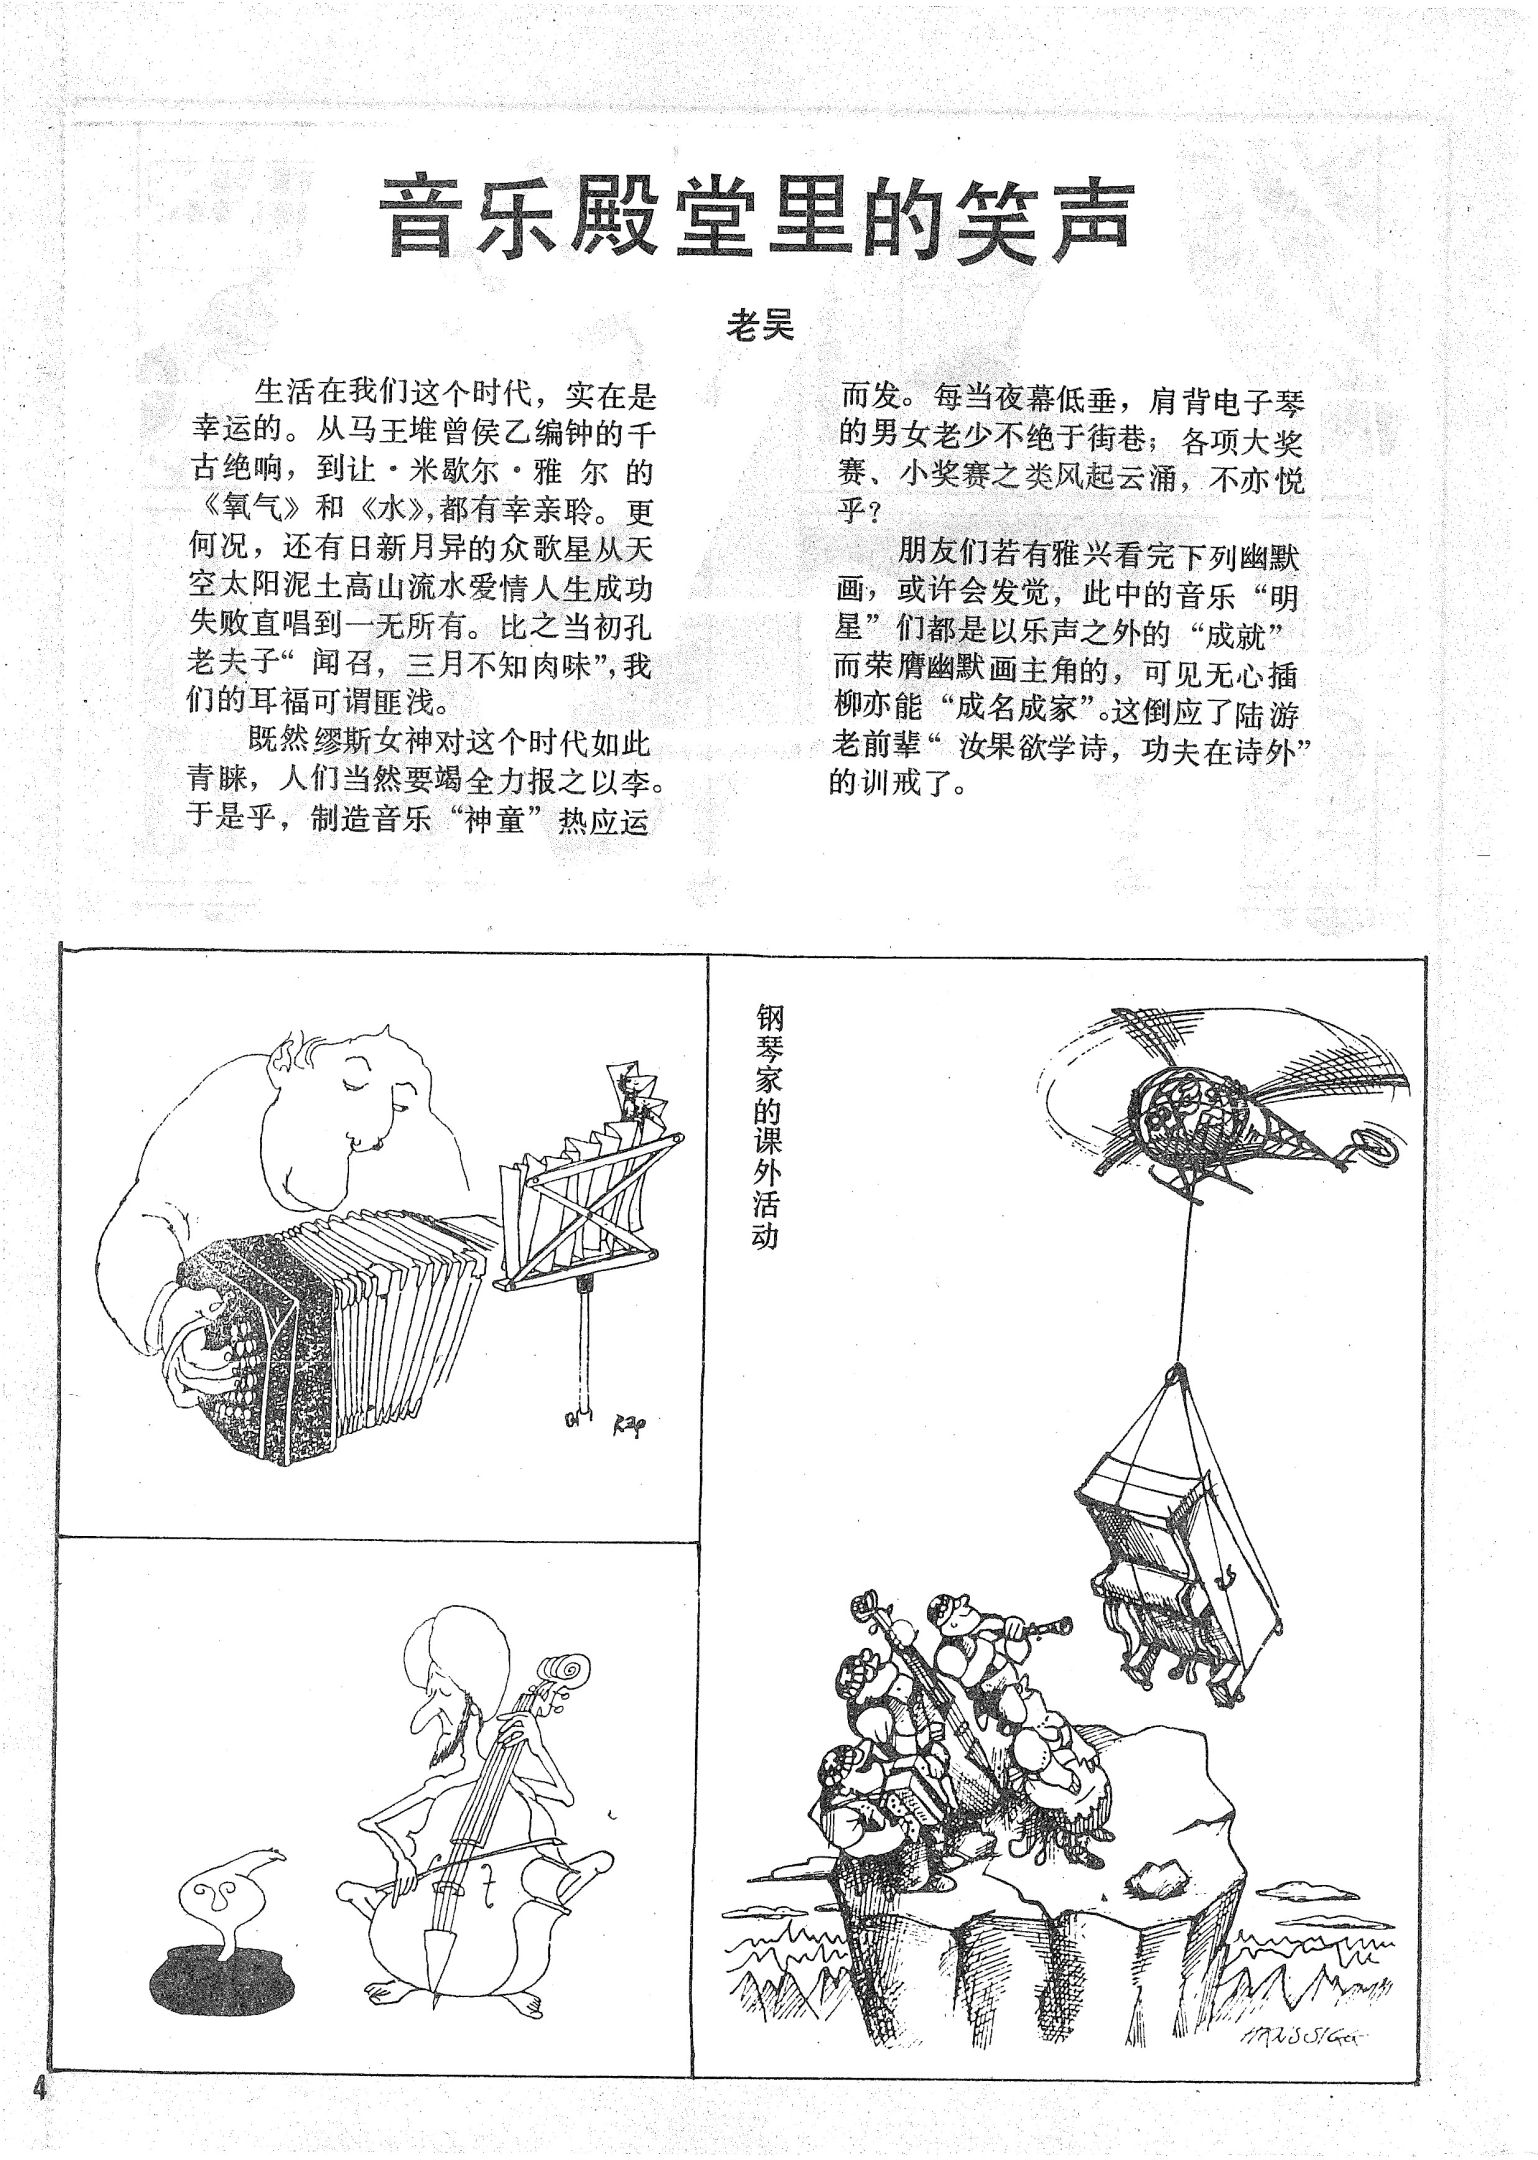 音乐殿堂里的笑声
老吴
生活在我们这个时代，实在是
幸运的。从马王堆曾侯乙编钟的千
古绝响，到让·米歇尔·雅尔的
《氧气》和《水》，都有幸亲聆。更
何况，还有日新月异的众歌星从天
空太阳泥土高山流水爱情人生成功
失败直唱到一无所有。比之当初孔
老夫子“闻召，三月不知肉味”，我
们的耳福可谓匪浅。
既然缪斯女神对这个时代如此
青睐，人们当然要竭全力报之以李。
于是乎，制造音乐“神童”热应运
而发。每当夜幕低垂，肩背电子琴
的男女老少不绝于街巷；各项大奖
赛、小奖赛之类风起云涌，不亦悦
乎？
朋友们若有雅兴看完下列幽默
画，或许会发觉，此中的音乐“明
星”们都是以乐声之外的“成就”
而荣膺幽默画主角的，可见无心插
柳亦能“成名成家”。这倒应了陆游
老前辈“汝果欲学诗，功夫在诗外”
的训戒了。
钢琴家的课外活动
HANS SIGG
4